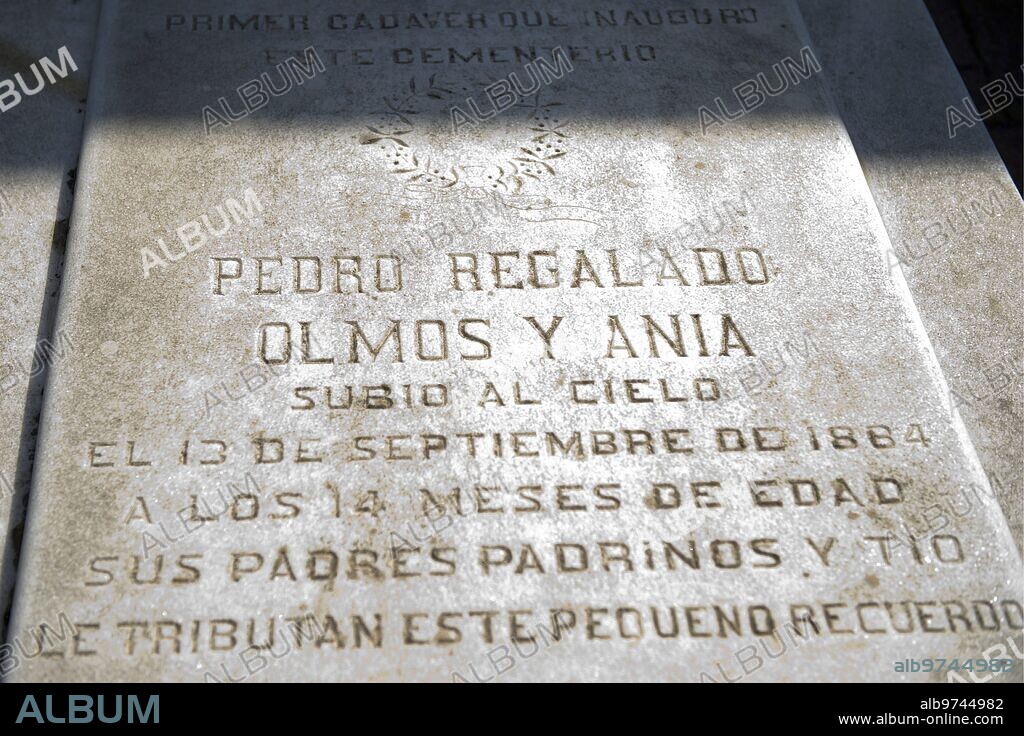 PRIMER CADAVER QUE INAUGURO
ESTE CEMENTERIO
PEDRO REGALADO
OLMOS Y ANIA
SUBIO AL CIELO
EL 13 DE SEPTIEMBRE DE 1864
A LOS 14 MESES DE EDAD
SUS PADRES PADRiNOS Y TIO
LE TRIBUTAN ESTE PEQUENO RECUERDO
alb9744982
ALBUM
alb9744982
www.album-online.com